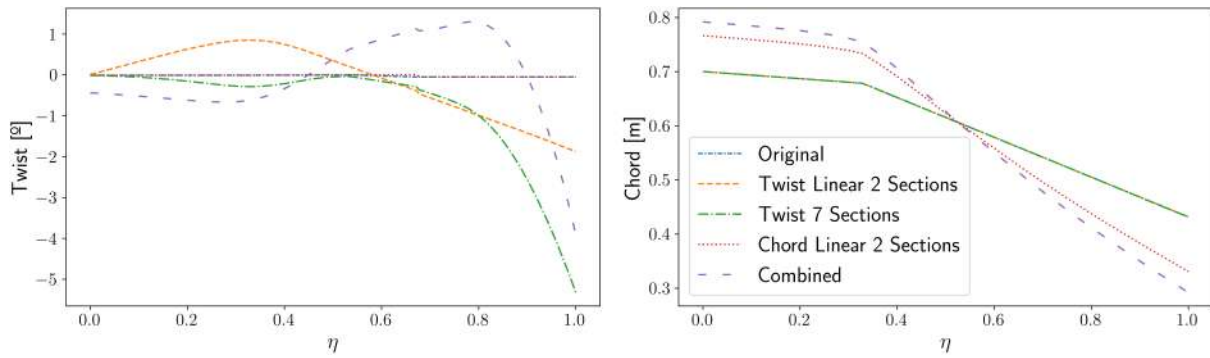 Twist [º]
1
0
−1
−2
−3
−4
−5
0.0 0.2 0.4 0.6 0.8 1.0
η
Chord [m]
0.8
0.7
0.6
0.5
0.4
0.3
Original
Twist Linear 2 Sections
Twist 7 Sections
Chord Linear 2 Sections
Combined
0.0 0.2 0.4 0.6 0.8 1.0
η